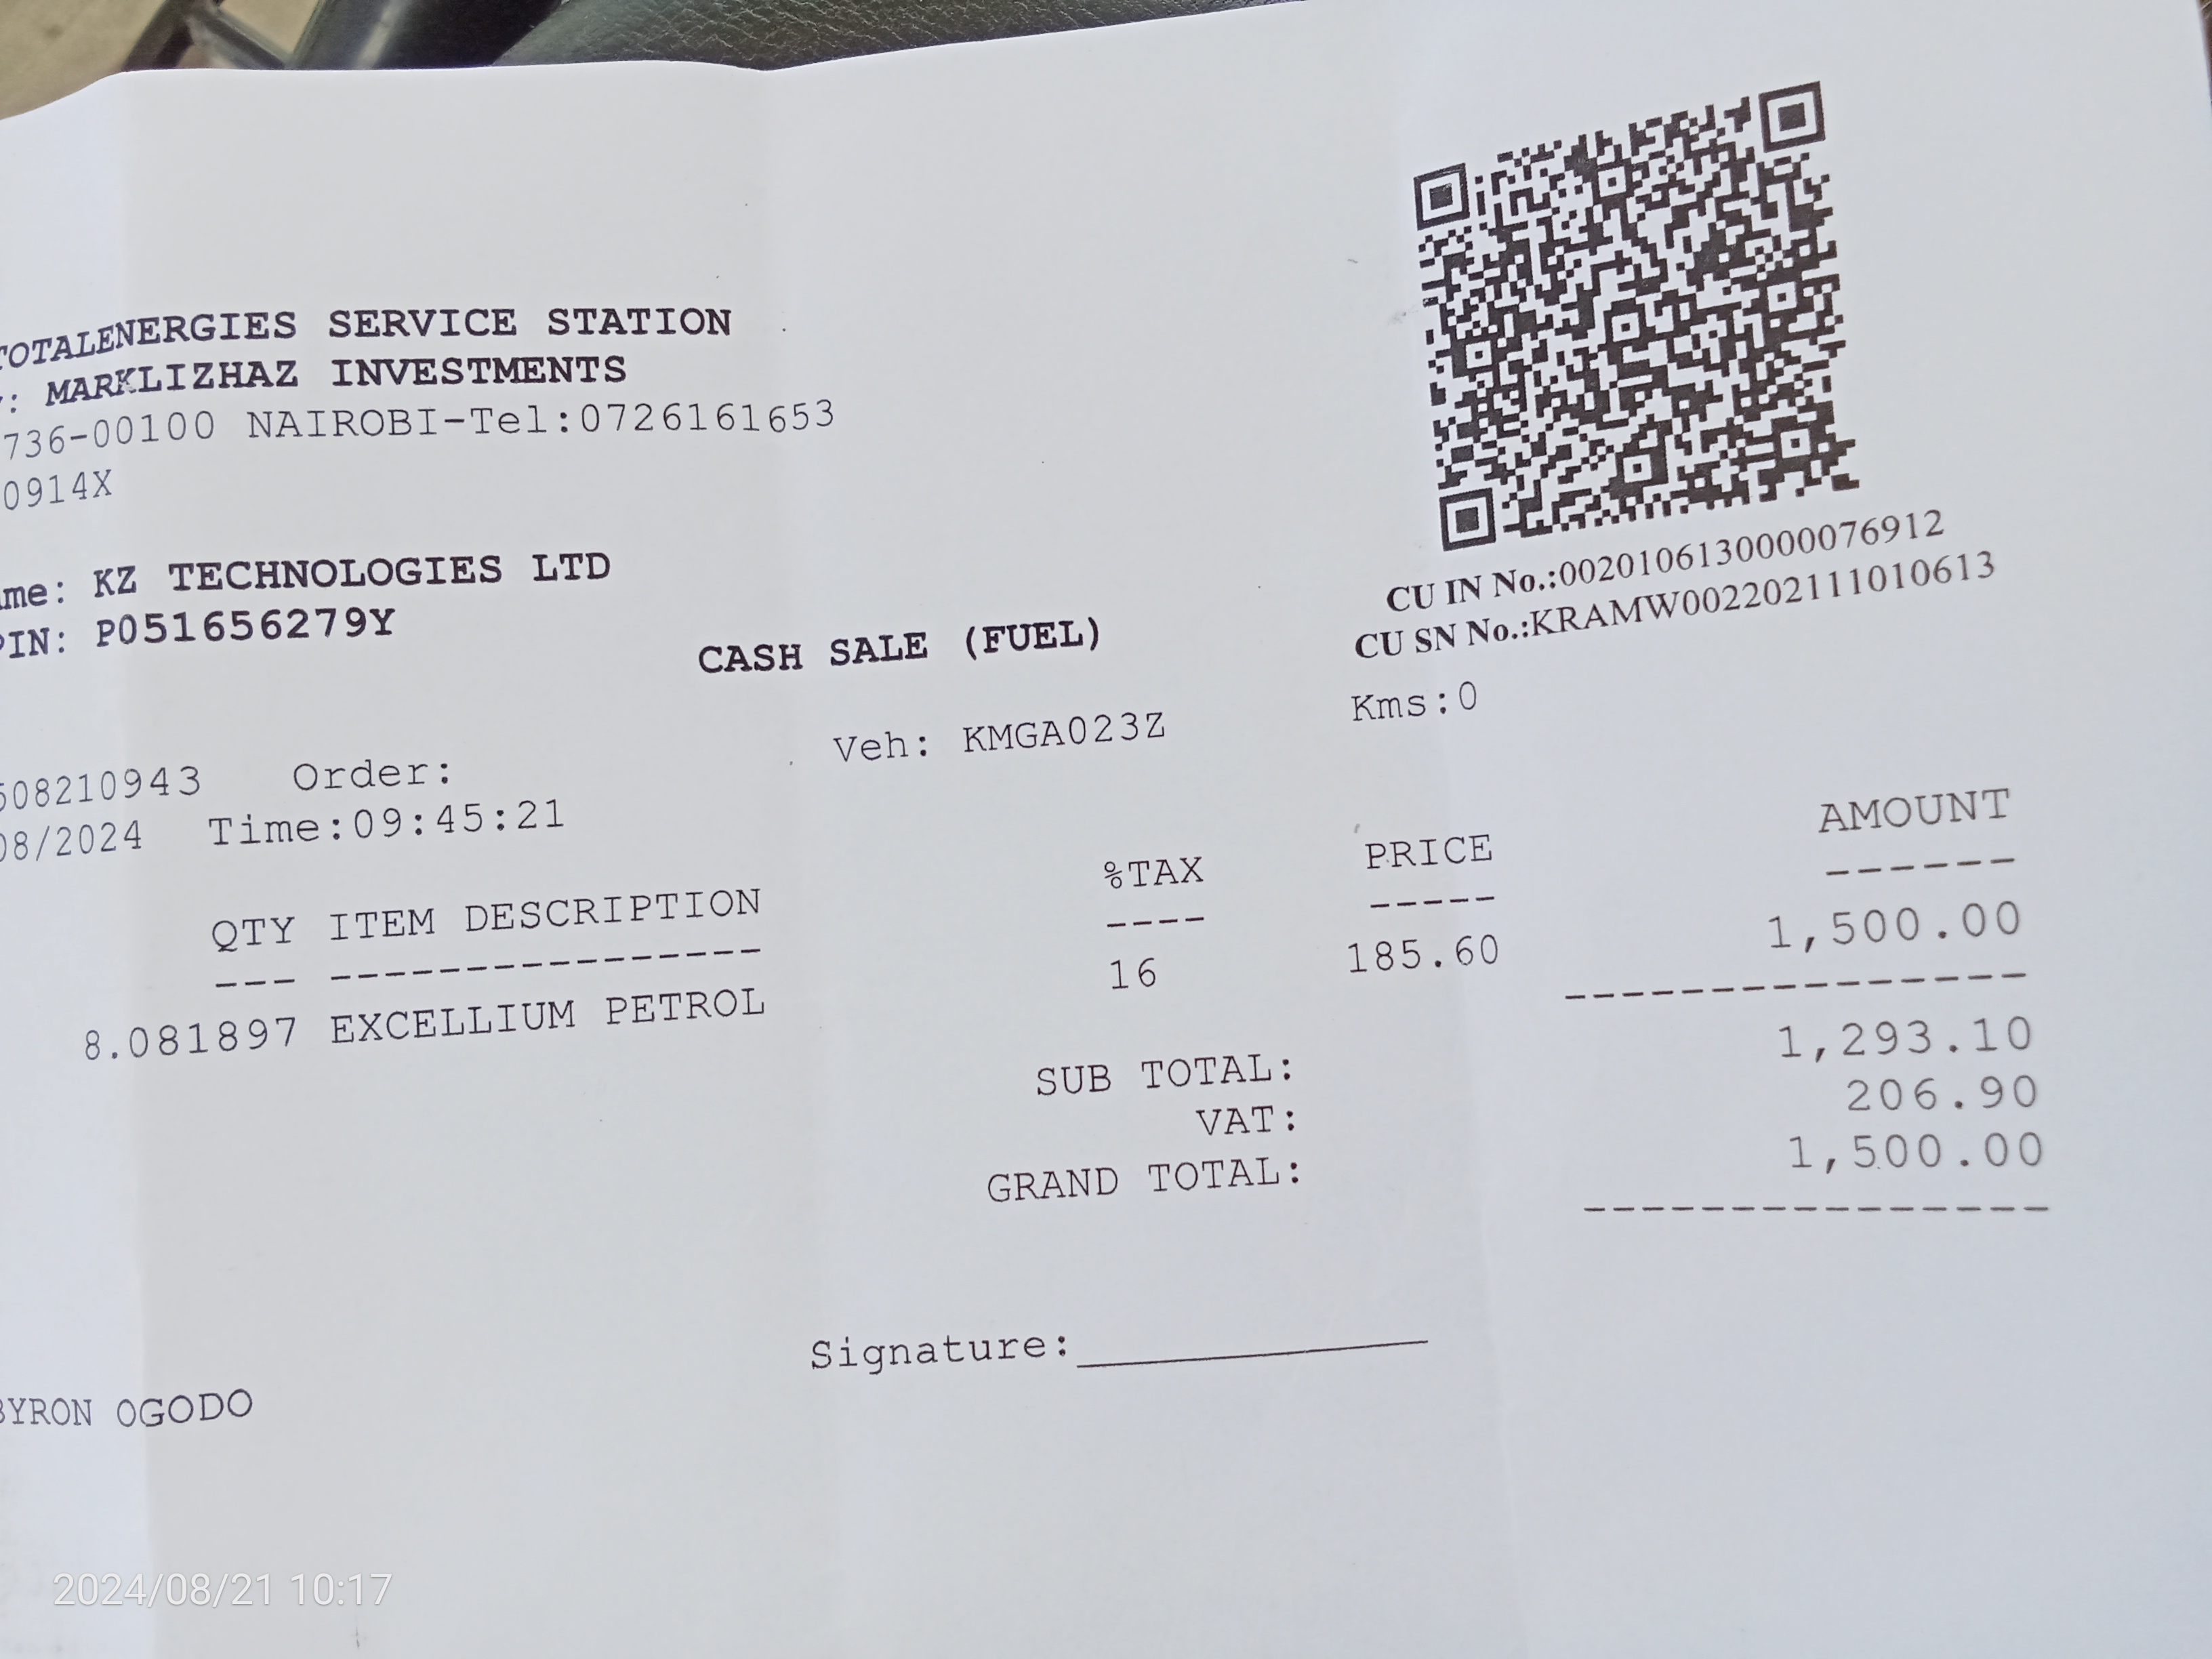 TOTALENERGIES SERVICE STATION
: MARKLIZHAZ INVESTMENTS
736-00100 NAIROBI-Tel:0726161653
0914X
me: KZ TECHNOLOGIES LTD
PIN: P051656279Y
CU IN No.:0020106130000076912
CU SN No.:KRAMW002202111010613
CASH SALE (FUEL)
Veh: KMGA023Z Kms:0
608210943 Order:
08/2024 Time:09:45:21
QTY ITEM DESCRIPTION %TAX PRICE AMOUNT
--- ---------------- ---- ----- ------
8.081897 EXCELLIUM PETROL 16 185.60 1,500.00
SUB TOTAL: 1,293.10
VAT: 206.90
GRAND TOTAL: 1,500.00
Signature:
BYRON OGODO
2024/08/21 10:17